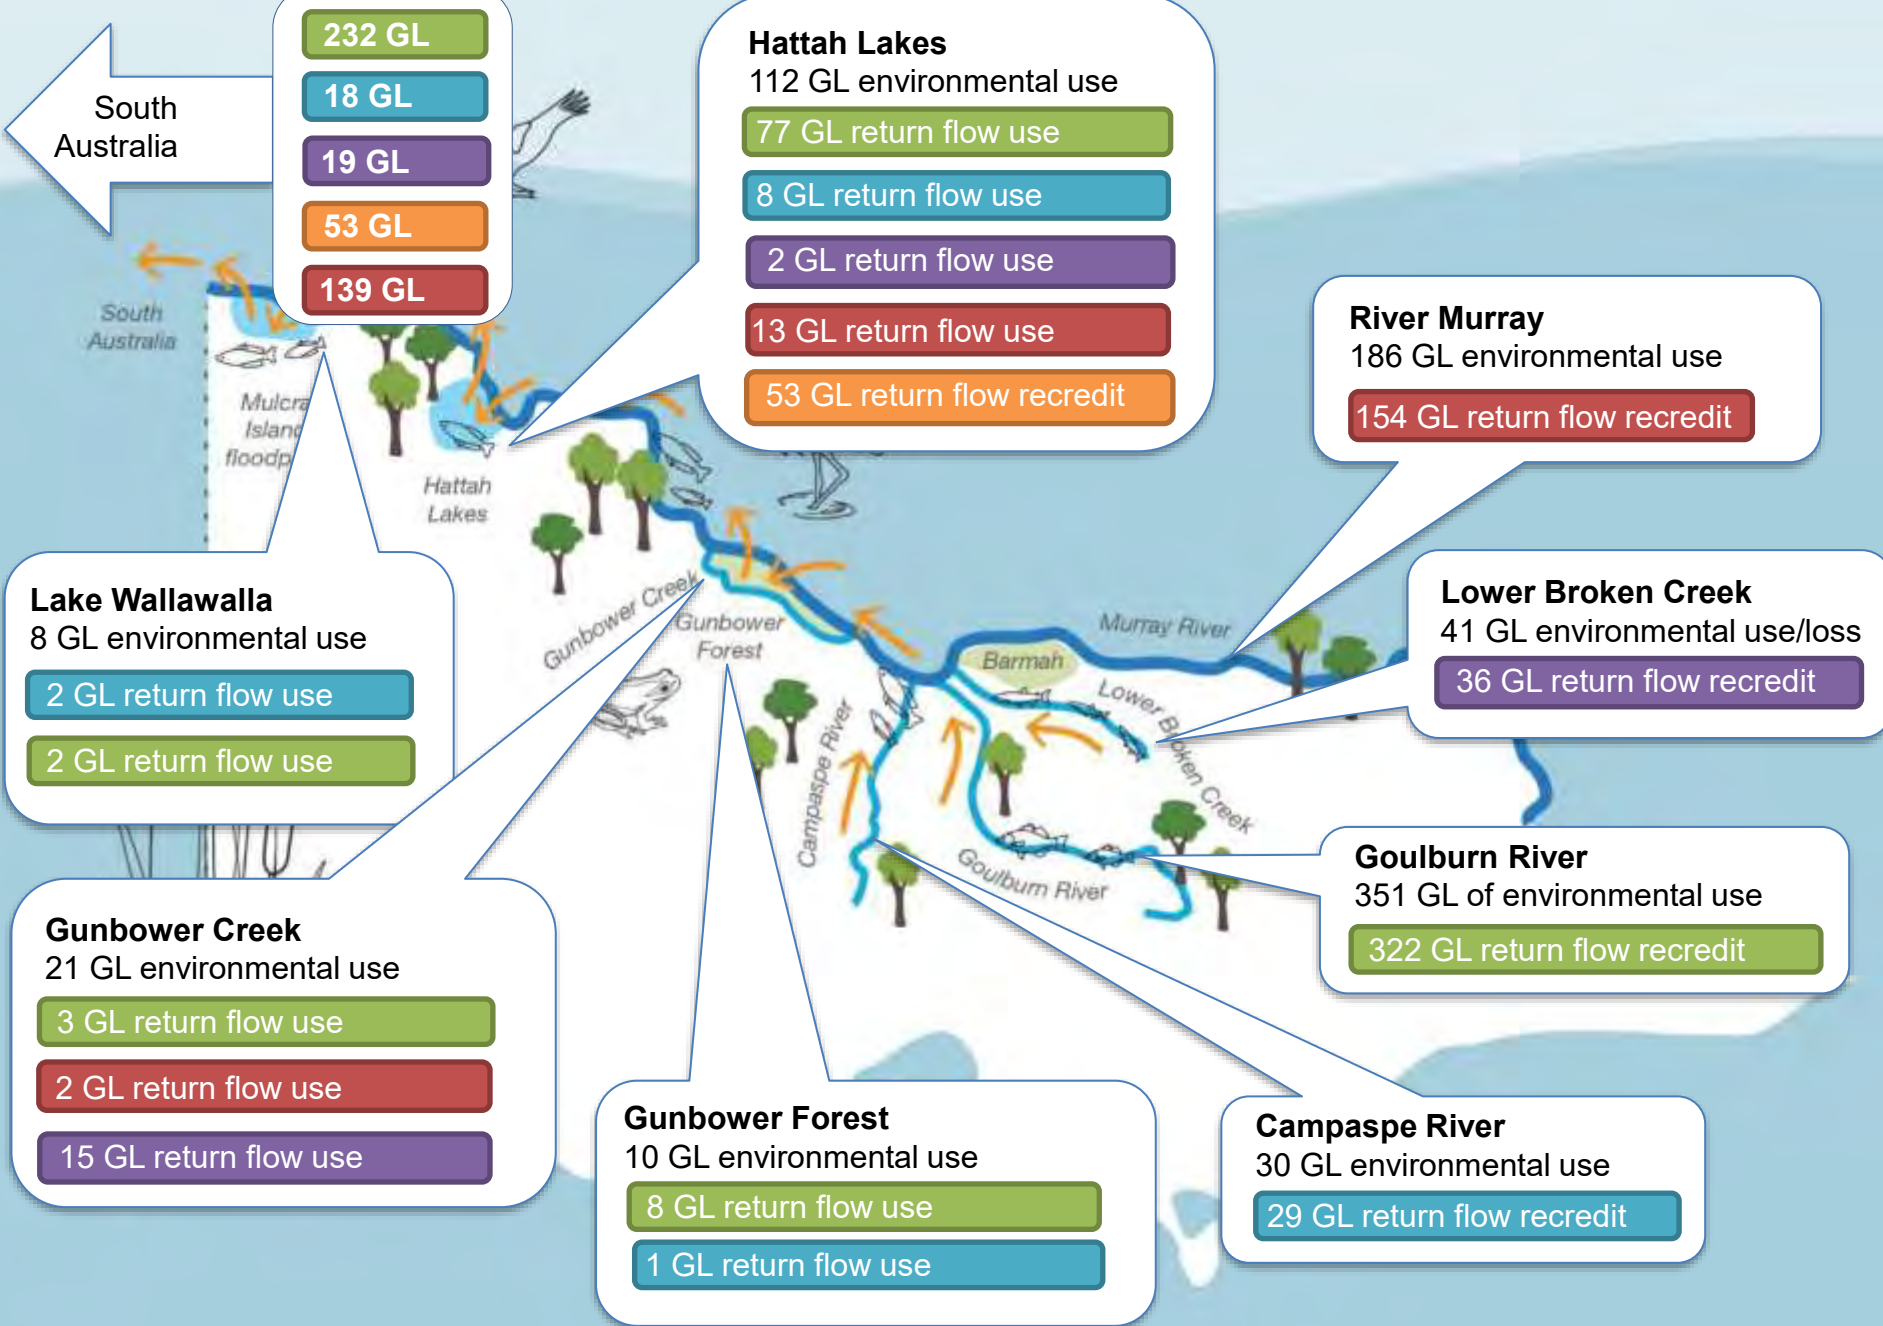 232 GL
18 GL
19 GL
53 GL
139 GL
South
Australia
Hattah Lakes
112 GL environmental use
77 GL return flow use
8 GL return flow use
2 GL return flow use
13 GL return flow use
53 GL return flow recredit
River Murray
186 GL environmental use
154 GL return flow recredit
South
Australia
Mulcra
Island
floodp
Hattah
Lakes
Lake Wallawalla
8 GL environmental use
2 GL return flow use
2 GL return flow use
Gunbower Creek
Gunbower
Forest
Murray River
Barmah
Lower Broken Creek
Campaspe River
Goulburn River
Lower Broken Creek
41 GL environmental use/loss
36 GL return flow recredit
Goulburn River
351 GL of environmental use
322 GL return flow recredit
Gunbower Creek
21 GL environmental use
3 GL return flow use
2 GL return flow use
15 GL return flow use
Gunbower Forest
10 GL environmental use
8 GL return flow use
1 GL return flow use
Campaspe River
30 GL environmental use
29 GL return flow recredit